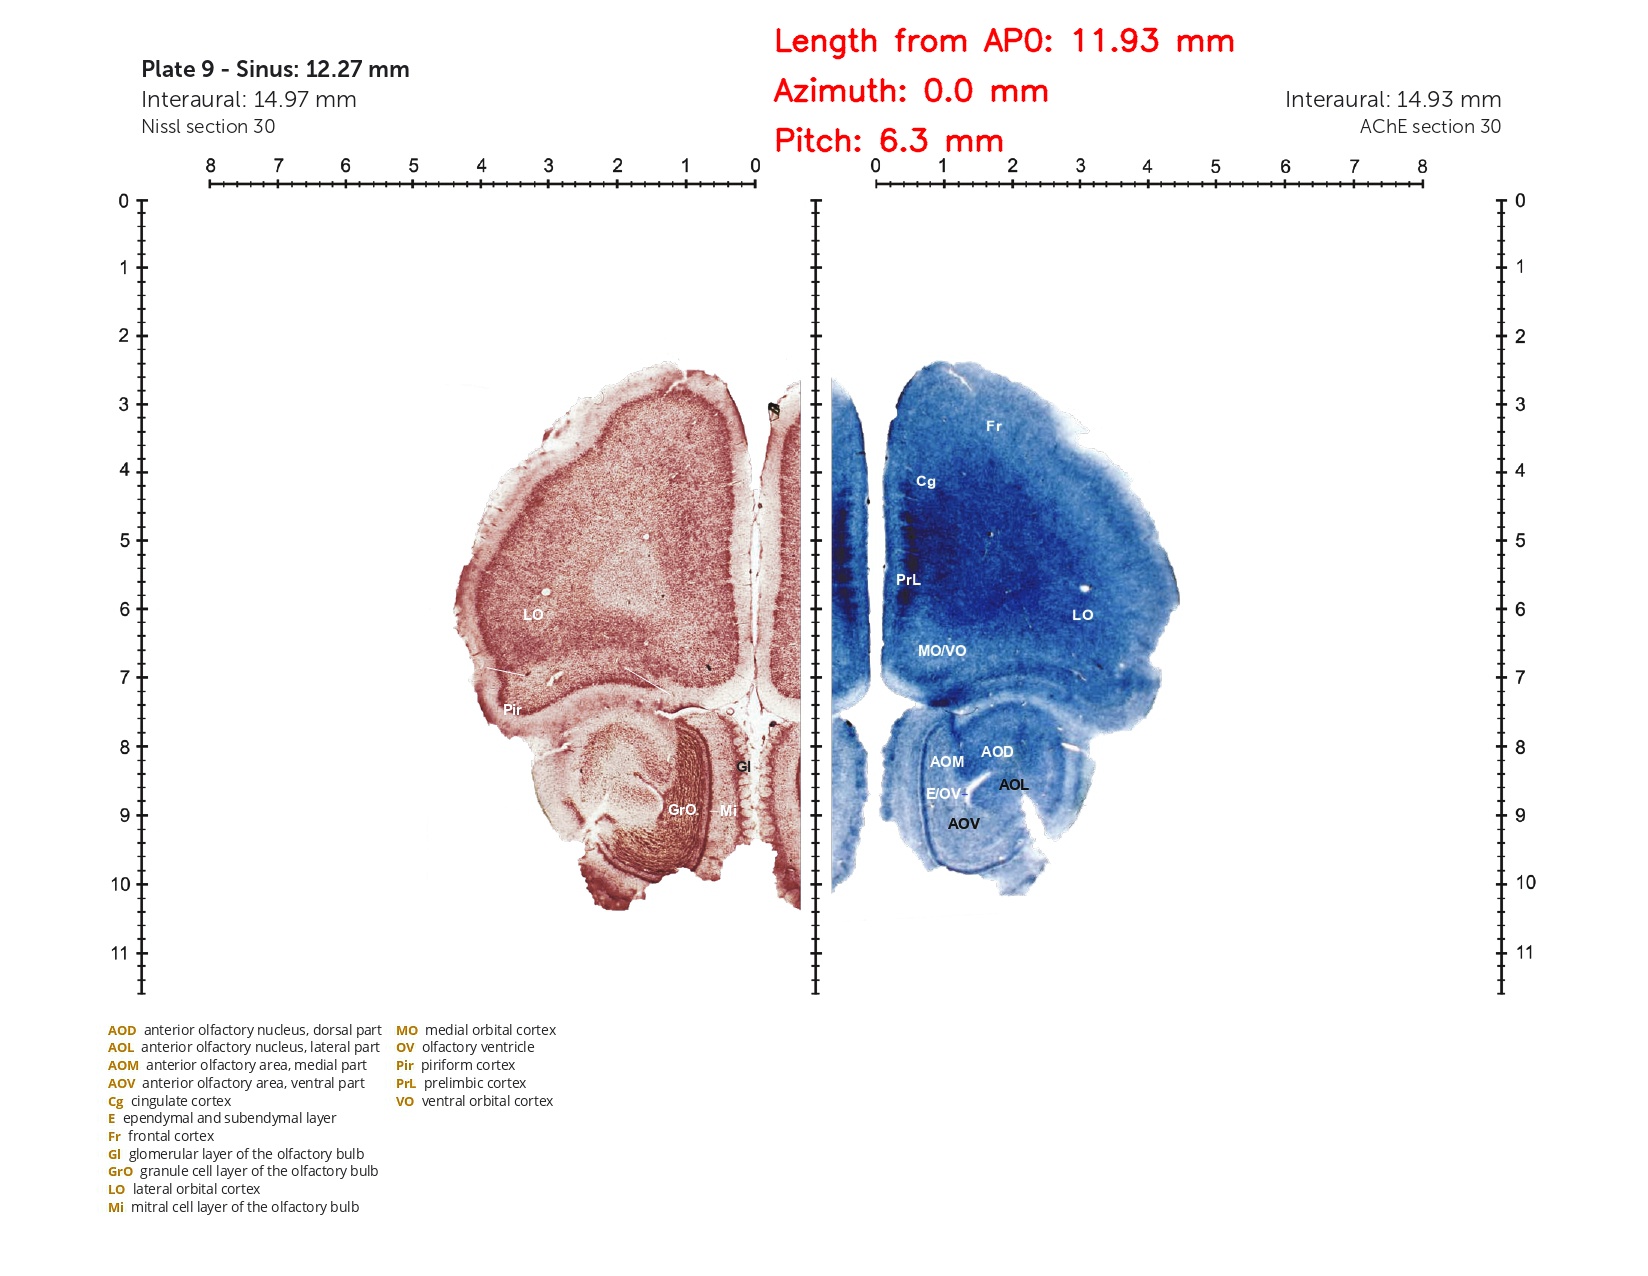 Length from AP0: 11.93 mm
Plate 9 - Sinus: 12.27 mm
Azimuth: 0.0 mm
Interaural: 14.97 mm
Interaural: 14.93 mm
Nissl section 30
AChE section 30
Pitch: 6.3 mm
8 7 6 5 4 3 2 1 0
0 1 2 3 4 5 6 7 8
0 0
1 1
2 2
3 3
Fr
4 4
Cg
5 5
PrL
6 6
LO LO
MO/VO
7 7
Pir
8 8
AOD
AOM
Gl
AOL
E/OV
GrO Mi
9 9
AOV
10 10
11 11
AOD anterior olfactory nucleus, dorsal part
AOL anterior olfactory nucleus, lateral part
AOM anterior olfactory area, medial part
AOV anterior olfactory area, ventral part
Cg cingulate cortex
E ependymal and subendymal layer
Fr frontal cortex
Gl glomerular layer of the olfactory bulb
GrO granule cell layer of the olfactory bulb
LO lateral orbital cortex
Mi mitral cell layer of the olfactory bulb
MO medial orbital cortex
OV olfactory ventricle
Pir piriform cortex
PrL prelimbic cortex
VO ventral orbital cortex